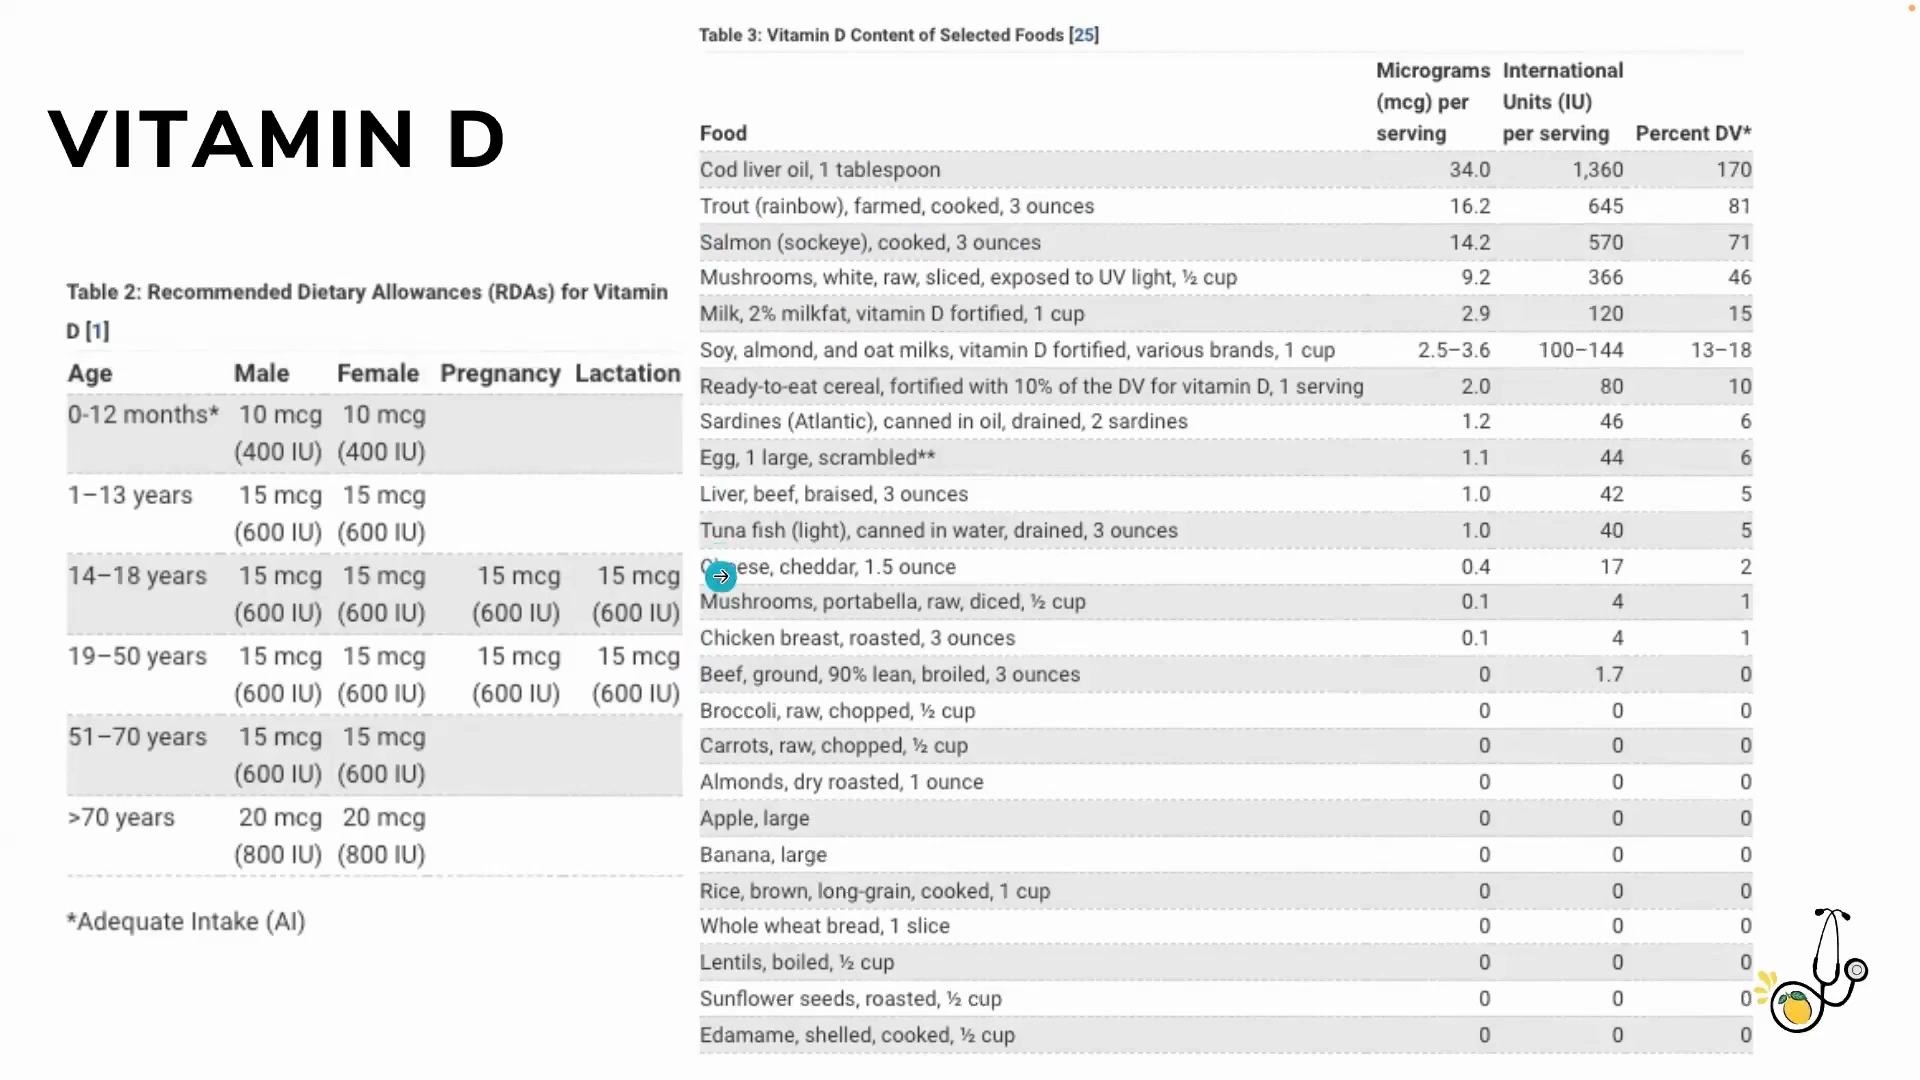 VITAMIN D
Table 2: Recommended Dietary Allowances (RDAs) for Vitamin
D [1]
Age Male Female Pregnancy Lactation
0-12 months* 10 mcg 10 mcg
(400 IU) (400 IU)
1–13 years 15 mcg 15 mcg
(600 IU) (600 IU)
14–18 years 15 mcg 15 mcg 15 mcg 15 mcg
(600 IU) (600 IU) (600 IU) (600 IU)
19–50 years 15 mcg 15 mcg 15 mcg 15 mcg
(600 IU) (600 IU) (600 IU) (600 IU)
51–70 years 15 mcg 15 mcg
(600 IU) (600 IU)
>70 years 20 mcg 20 mcg
(800 IU) (800 IU)
*Adequate Intake (AI)
Table 3: Vitamin D Content of Selected Foods [25]
Micrograms International
(mcg) per Units (IU)
Food serving per serving Percent DV*
Cod liver oil, 1 tablespoon 34.0 1,360 170
Trout (rainbow), farmed, cooked, 3 ounces 16.2 645 81
Salmon (sockeye), cooked, 3 ounces 14.2 570 71
Mushrooms, white, raw, sliced, exposed to UV light, ½ cup 9.2 366 46
Milk, 2% milkfat, vitamin D fortified, 1 cup 2.9 120 15
Soy, almond, and oat milks, vitamin D fortified, various brands, 1 cup 2.5–3.6 100–144 13–18
Ready-to-eat cereal, fortified with 10% of the DV for vitamin D, 1 serving 2.0 80 10
Sardines (Atlantic), canned in oil, drained, 2 sardines 1.2 46 6
Egg, 1 large, scrambled** 1.1 44 6
Liver, beef, braised, 3 ounces 1.0 42 5
Tuna fish (light), canned in water, drained, 3 ounces 1.0 40 5
Cheese, cheddar, 1.5 ounce 0.4 17 2
Mushrooms, portabella, raw, diced, ½ cup 0.1 4 1
Chicken breast, roasted, 3 ounces 0.1 4 1
Beef, ground, 90% lean, broiled, 3 ounces 0 1.7 0
Broccoli, raw, chopped, ½ cup 0 0 0
Carrots, raw, chopped, ½ cup 0 0 0
Almonds, dry roasted, 1 ounce 0 0 0
Apple, large 0 0 0
Banana, large 0 0 0
Rice, brown, long-grain, cooked, 1 cup 0 0 0
Whole wheat bread, 1 slice 0 0 0
Lentils, boiled, ½ cup 0 0 0
Sunflower seeds, roasted, ½ cup 0 0 0
Edamame, shelled, cooked, ½ cup 0 0 0